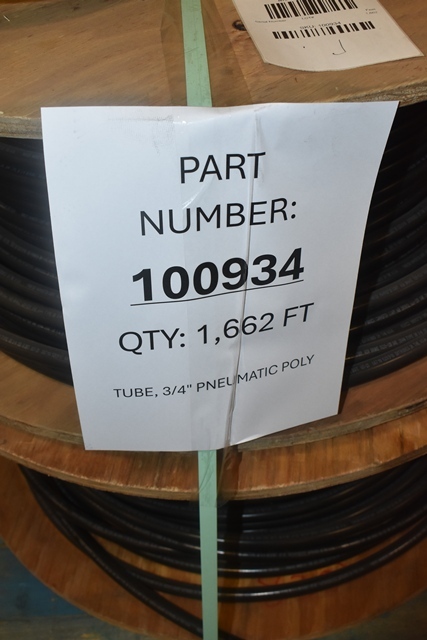 PART
NUMBER:
100934
QTY: 1,662 FT
TUBE, 3/4" PNEUMATIC POLY